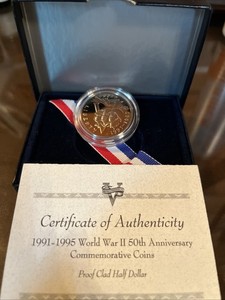 Certificate of Authenticity
1991-1995 World War II 50th Anniversary
Commemorative Coins
Proof Clad Half Dollar